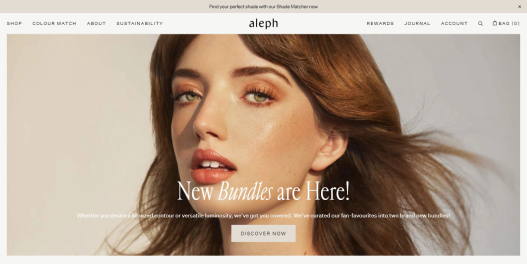 Find your perfect shade with our Shade Matcher now
SHOP COLOUR MATCH ABOUT SUSTAINABILITY aleph REWARDS JOURNAL ACCOUNT BAG (0)
New Bundles are Here!
Whether you desire a bronzed contour or versatile luminosity, we've got you covered. We've curated our fan-favourites into two brand new bundles!
DISCOVER NOW